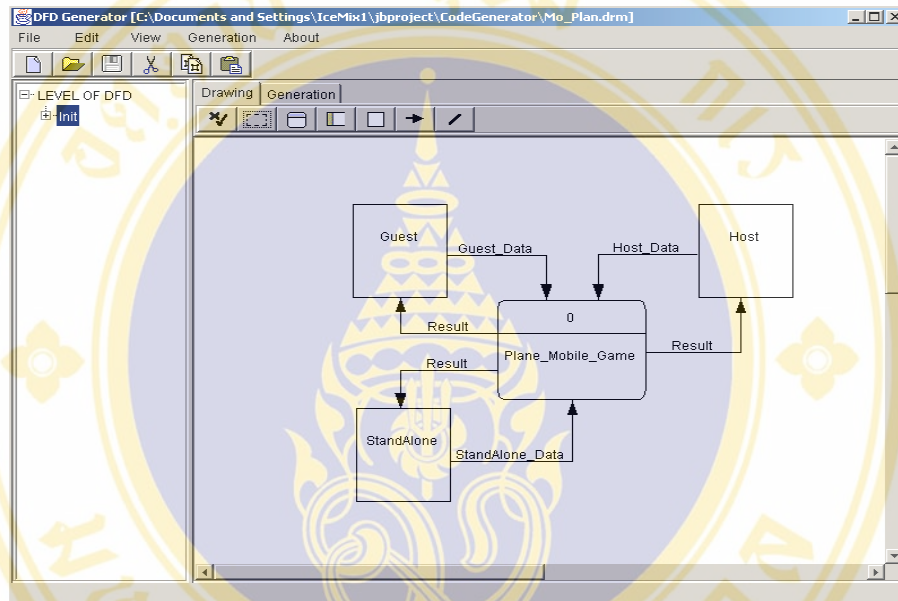 DFD Generator [C:\Documents and Settings\IceMix1\jbproject\CodeGenerator\Mo_Plan.drm]
File Edit View Generation About
LEVEL OF DFD
Init
Drawing Generation
Guest
Host
Guest_Data
Host_Data
0
Result
Plane_Mobile_Game
Result
Result
StandAlone
StandAlone_Data